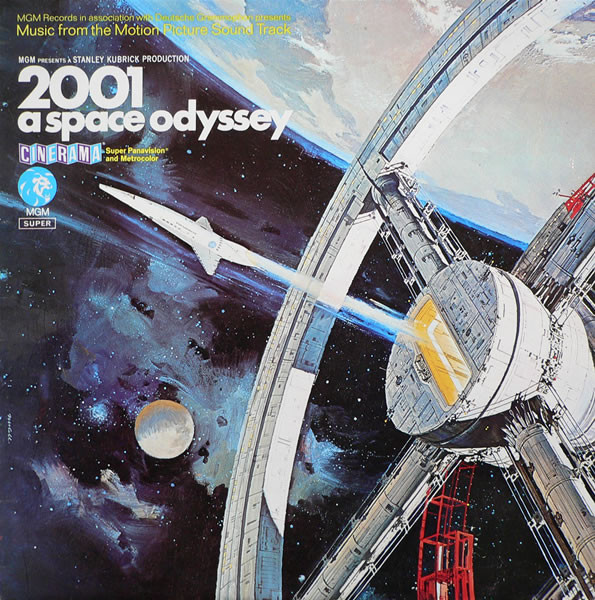 MGM Records in association with Deutsche Grammophon presents
Music from the Motion Picture Sound Track
MGM PRESENTS A STANLEY KUBRICK PRODUCTION
2001
a space odyssey
CINERAMA Super Panavision® and Metrocolor
MGM
SUPER